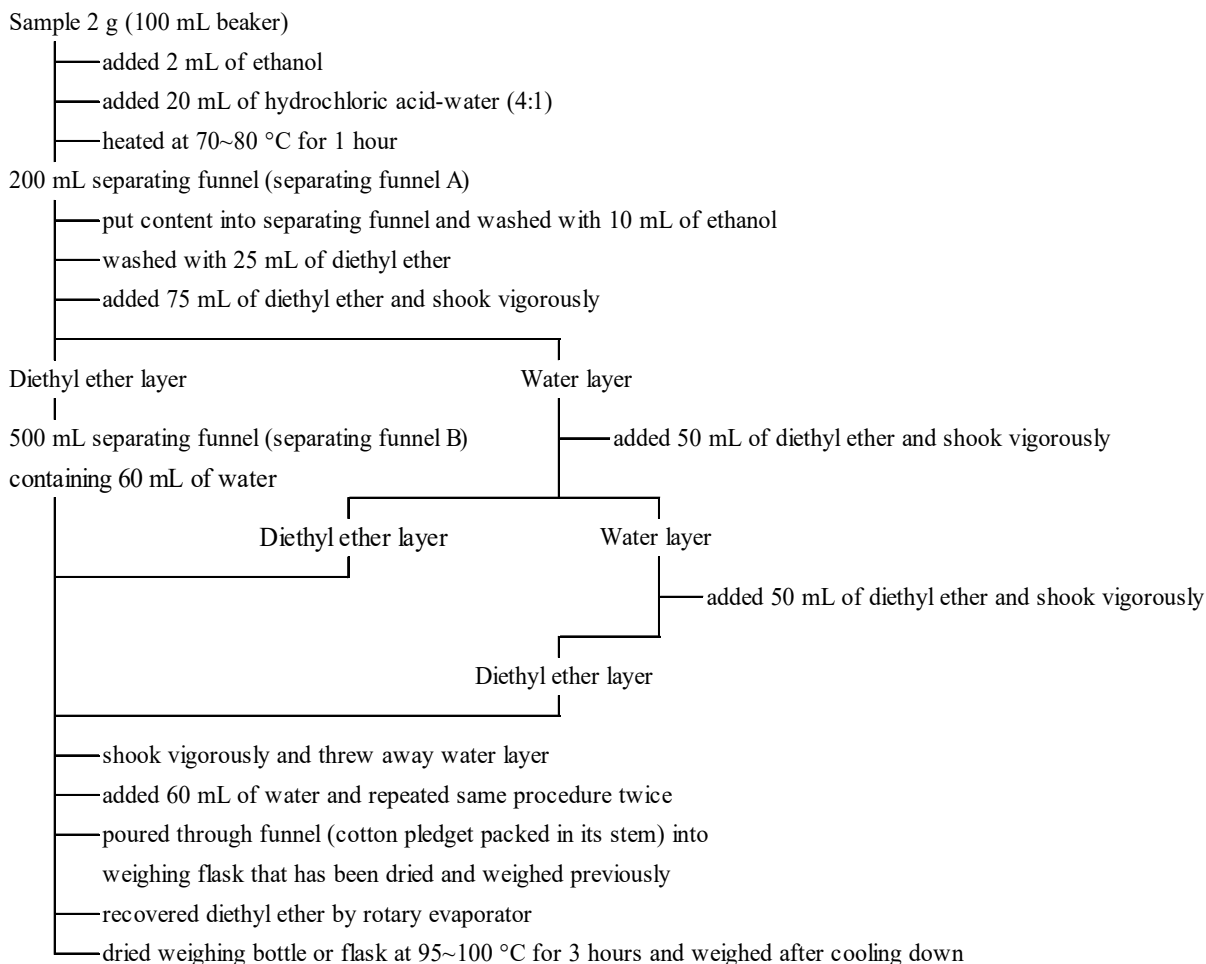 Sample 2 g (100 mL beaker)
added 2 mL of ethanol
added 20 mL of hydrochloric acid-water (4:1)
heated at 70~80 °C for 1 hour
200 mL separating funnel (separating funnel A)
put content into separating funnel and washed with 10 mL of ethanol
washed with 25 mL of diethyl ether
added 75 mL of diethyl ether and shook vigorously
Diethyl ether layer
Water layer
500 mL separating funnel (separating funnel B)
containing 60 mL of water
added 50 mL of diethyl ether and shook vigorously
Diethyl ether layer
Water layer
added 50 mL of diethyl ether and shook vigorously
Diethyl ether layer
shook vigorously and threw away water layer
added 60 mL of water and repeated same procedure twice
poured through funnel (cotton pledget packed in its stem) into
weighing flask that has been dried and weighed previously
recovered diethyl ether by rotary evaporator
dried weighing bottle or flask at 95~100 °C for 3 hours and weighed after cooling down